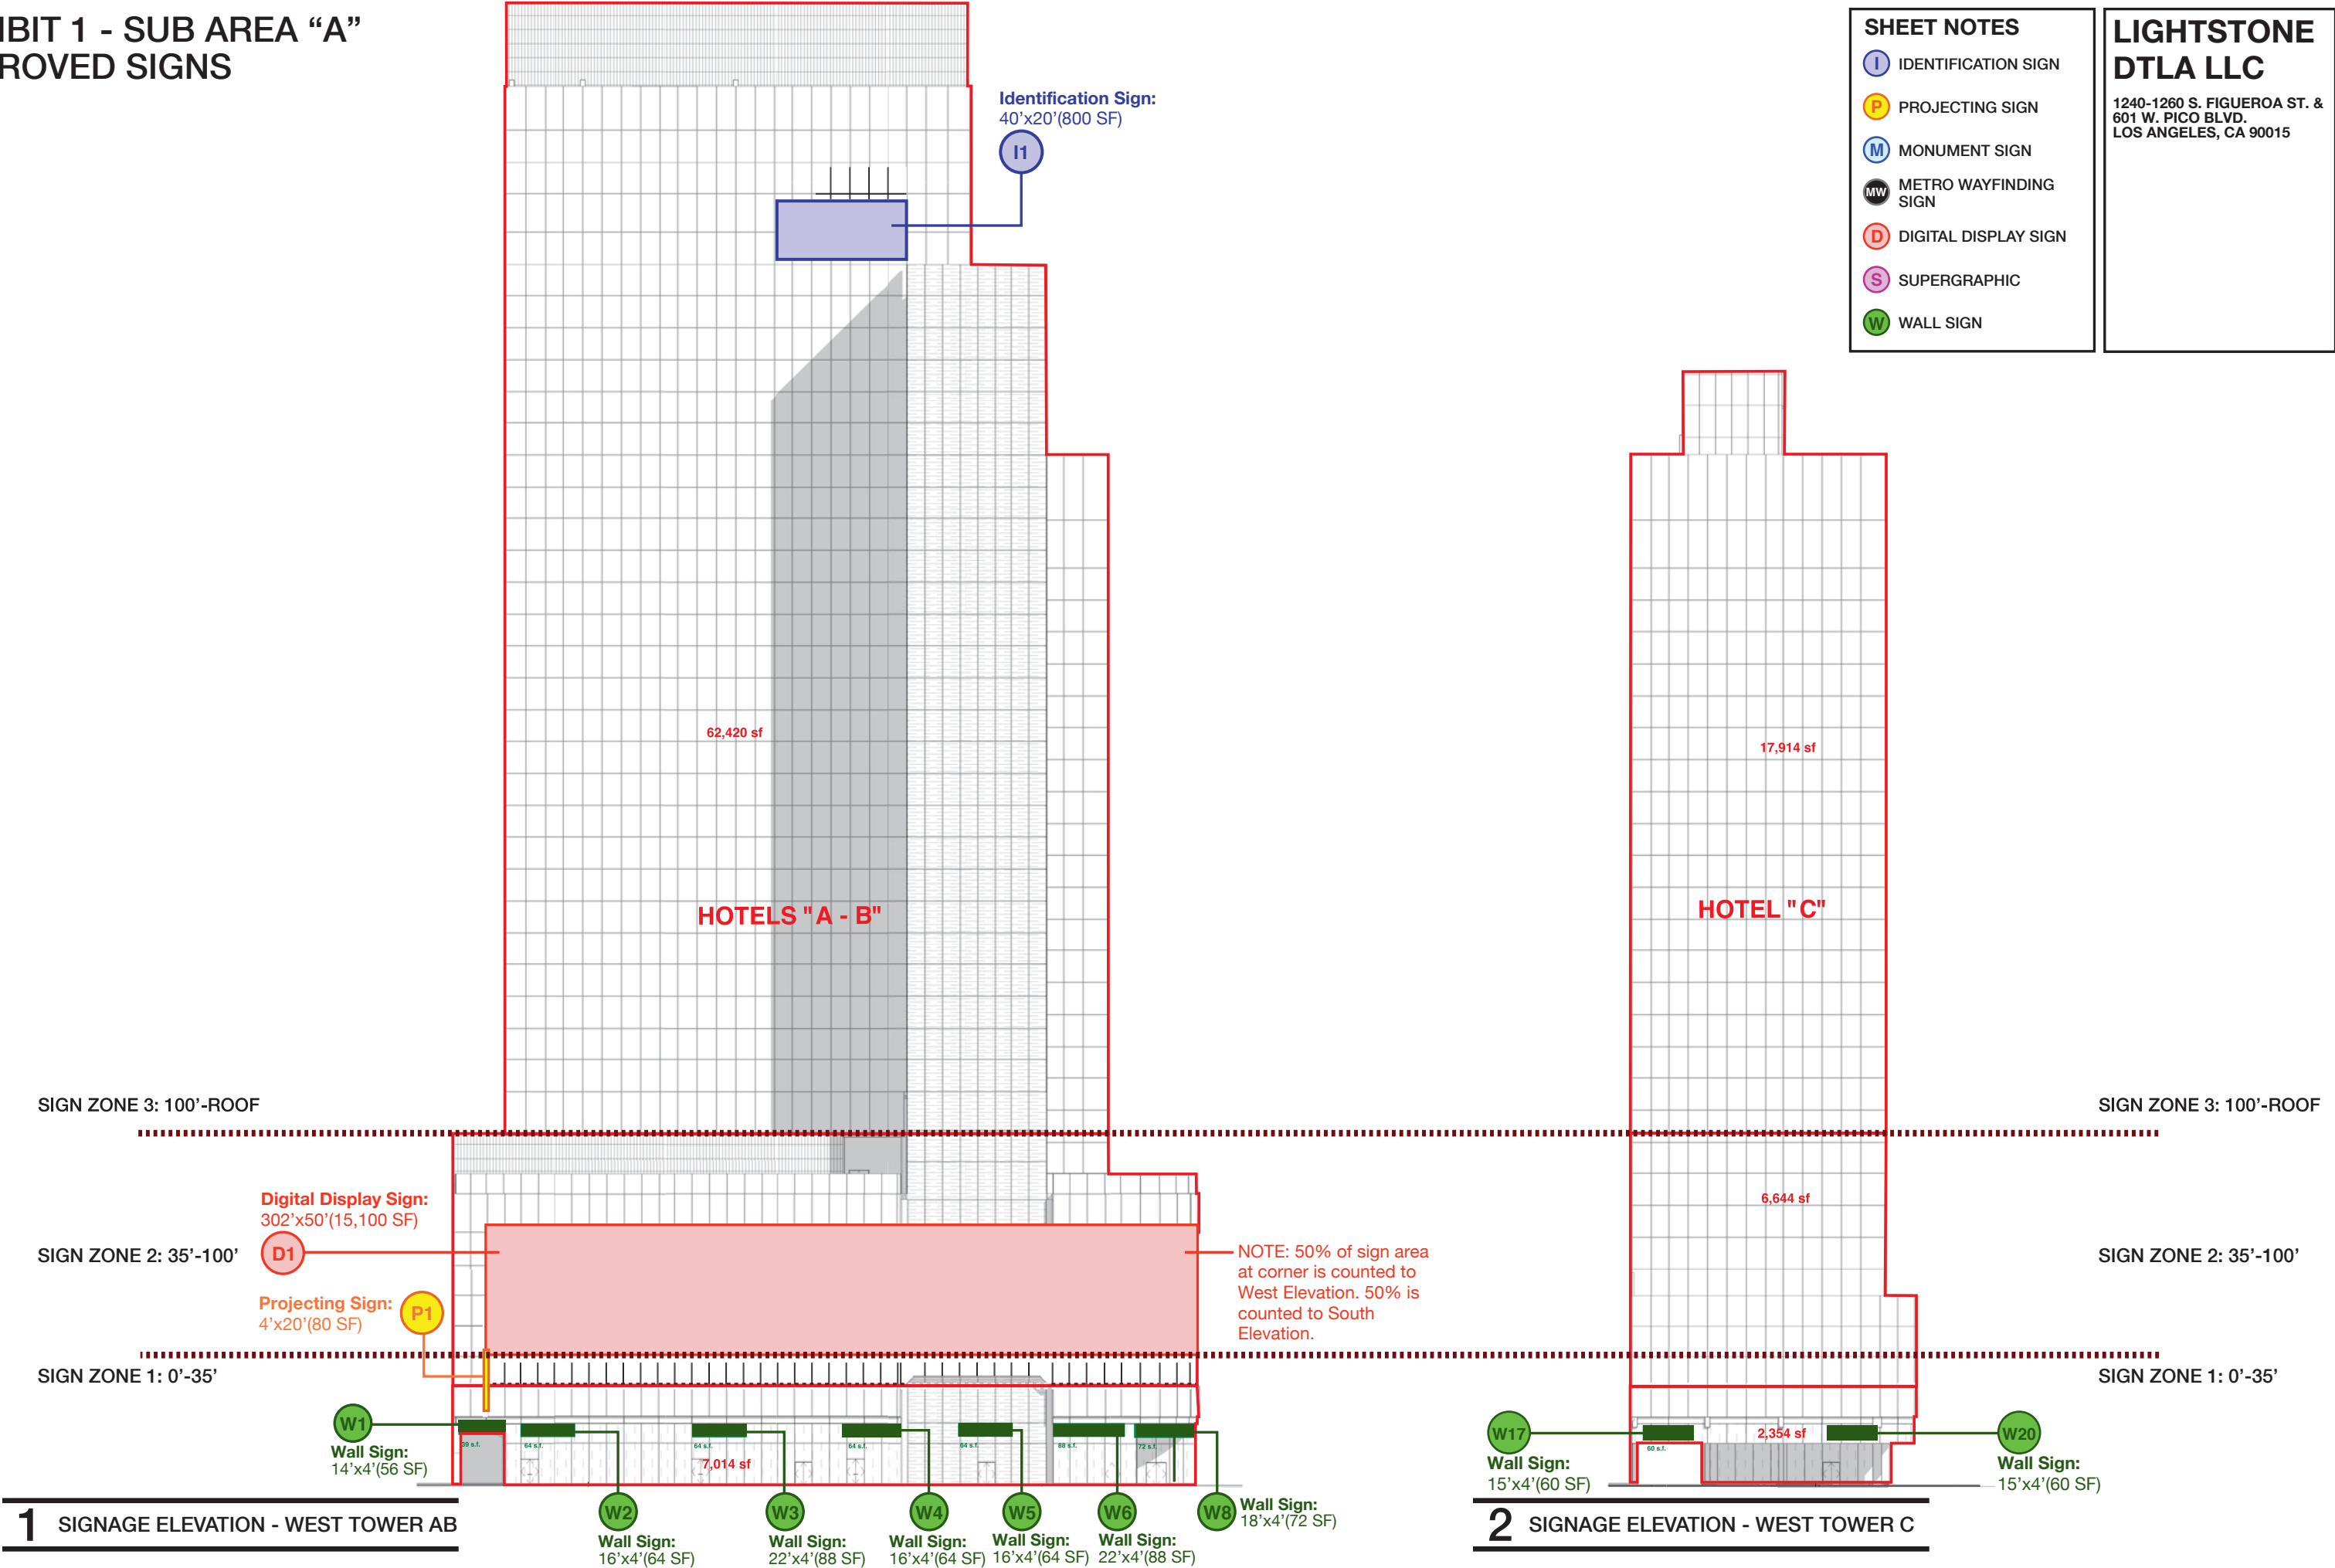 IBIT 1 - SUB AREA “A”
ROVED SIGNS
SHEET NOTES
I IDENTIFICATION SIGN
P PROJECTING SIGN
M MONUMENT SIGN
MW METRO WAYFINDING
SIGN
D DIGITAL DISPLAY SIGN
S SUPERGRAPHIC
W WALL SIGN
LIGHTSTONE
DTLA LLC
1240-1260 S. FIGUEROA ST. &
601 W. PICO BLVD.
LOS ANGELES, CA 90015
Identification Sign:
40’x20’(800 SF)
I1
62,420 sf
17,914 sf
HOTELS "A - B"
HOTEL "C"
SIGN ZONE 3: 100’-ROOF
SIGN ZONE 3: 100’-ROOF
Digital Display Sign:
302’x50’(15,100 SF)
D1
6,644 sf
SIGN ZONE 2: 35’-100’
SIGN ZONE 2: 35’-100’
NOTE: 50% of sign area
at corner is counted to
West Elevation. 50% is
counted to South
Elevation.
Projecting Sign:
4’x20’(80 SF)
P1
SIGN ZONE 1: 0’-35’
SIGN ZONE 1: 0’-35’
W1
Wall Sign:
14’x4’(56 SF)
39 s.f.
64 s.f.
64 s.f.
64 s.f.
64 s.f.
88 s.f.
72 s.f.
7,014 sf
W17
Wall Sign:
15’x4’(60 SF)
60 s.f.
2,354 sf
W20
Wall Sign:
15’x4’(60 SF)
W2
Wall Sign:
16’x4’(64 SF)
W3
Wall Sign:
22’x4’(88 SF)
W4
Wall Sign:
16’x4’(64 SF)
W5
Wall Sign:
16’x4’(64 SF)
W6
Wall Sign:
22’x4’(88 SF)
W8
Wall Sign:
18’x4’(72 SF)
1 SIGNAGE ELEVATION - WEST TOWER AB
2 SIGNAGE ELEVATION - WEST TOWER C